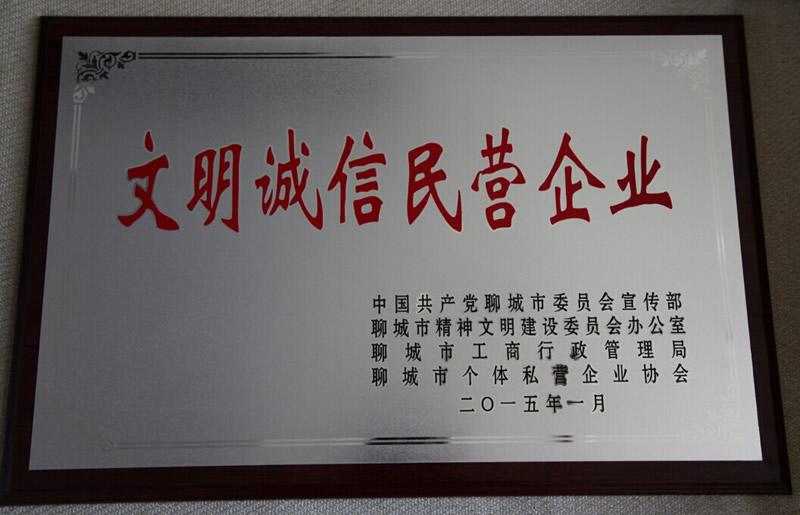 文明诚信民营企业
中国共产党聊城市委员会宣传部
聊城市精神文明建设委员会办公室
聊城市工商行政管理局
聊城市个体私营企业协会
二〇一五年一月